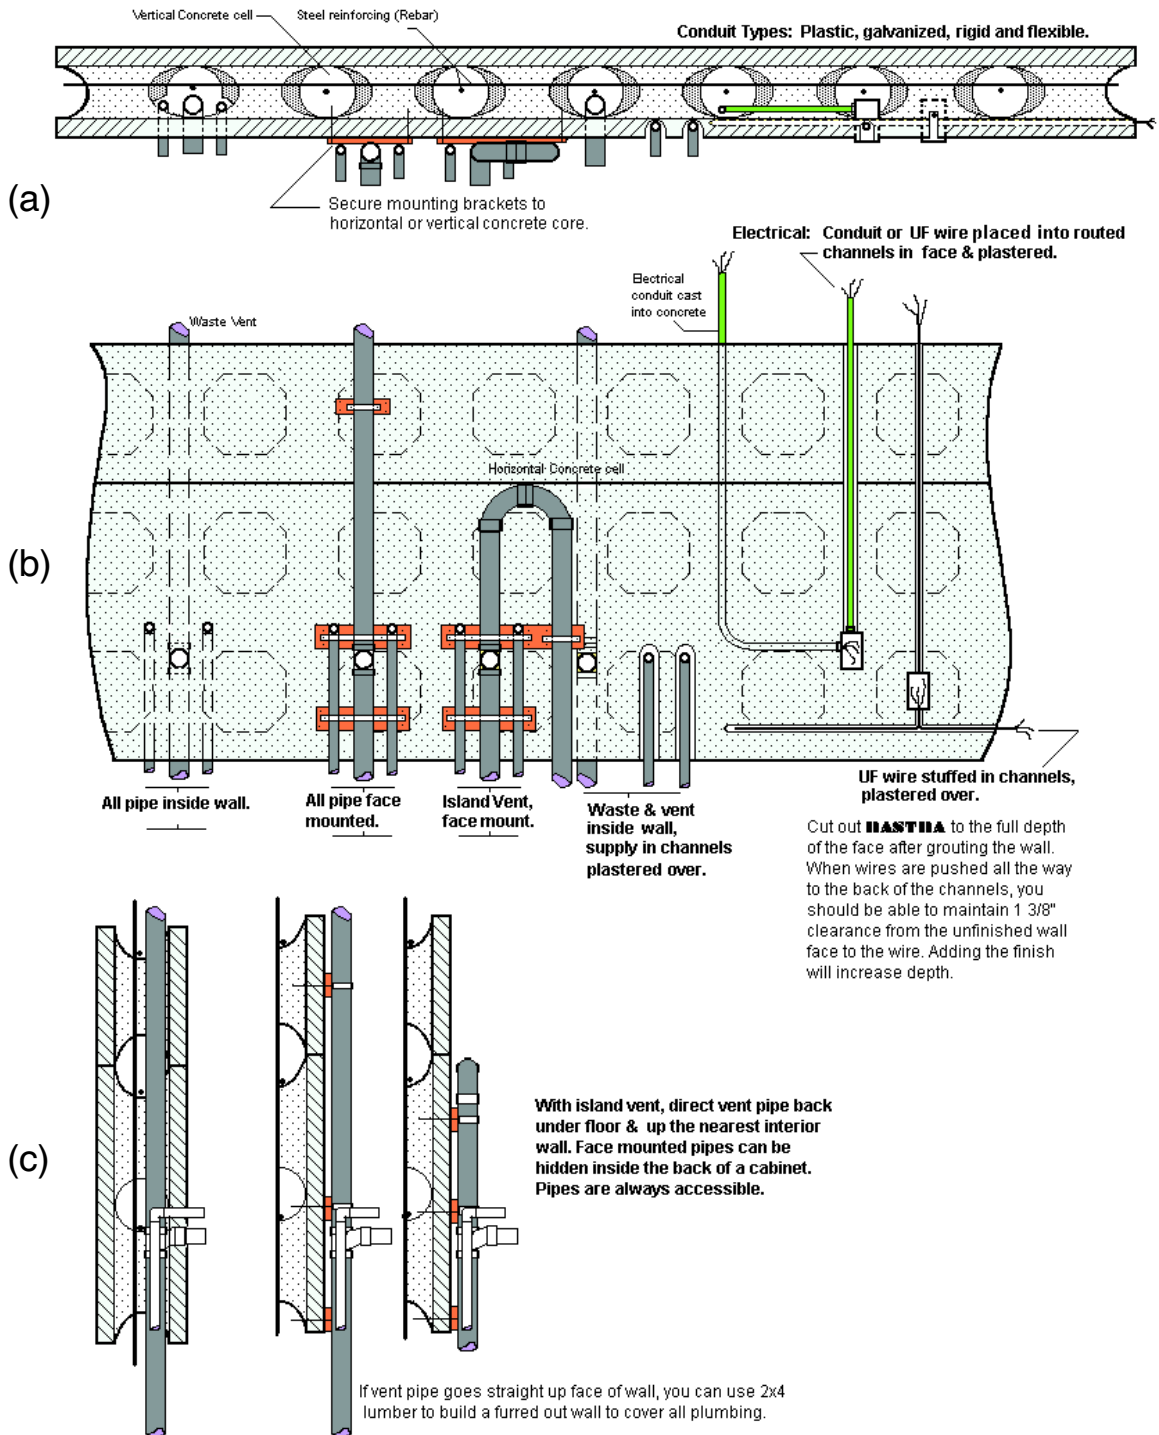 Vertical Concrete cell
Steel reinforcing (Rebar)
Conduit Types: Plastic, galvanized, rigid and flexible.
(a)
Secure mounting brackets to
horizontal or vertical concrete core.
Electrical: Conduit or UF wire placed into routed
channels in face & plastered.
Electrical
conduit cast
into concrete
Waste Vent
Horizontal Concrete cell
(b)
All pipe inside wall.
All pipe face
mounted.
Island Vent,
face mount.
Waste & vent
inside wall,
supply in channels
plastered over.
UF wire stuffed in channels,
plastered over.
Cut out RASTRA to the full depth
of the face after grouting the wall.
When wires are pushed all the way
to the back of the channels, you
should be able to maintain 1 3/8"
clearance from the unfinished wall
face to the wire. Adding the finish
will increase depth.
(c)
With island vent, direct vent pipe back
under floor & up the nearest interior
wall. Face mounted pipes can be
hidden inside the back of a cabinet.
Pipes are always accessible.
If vent pipe goes straight up face of wall, you can use 2x4
lumber to build a furred out wall to cover all plumbing.